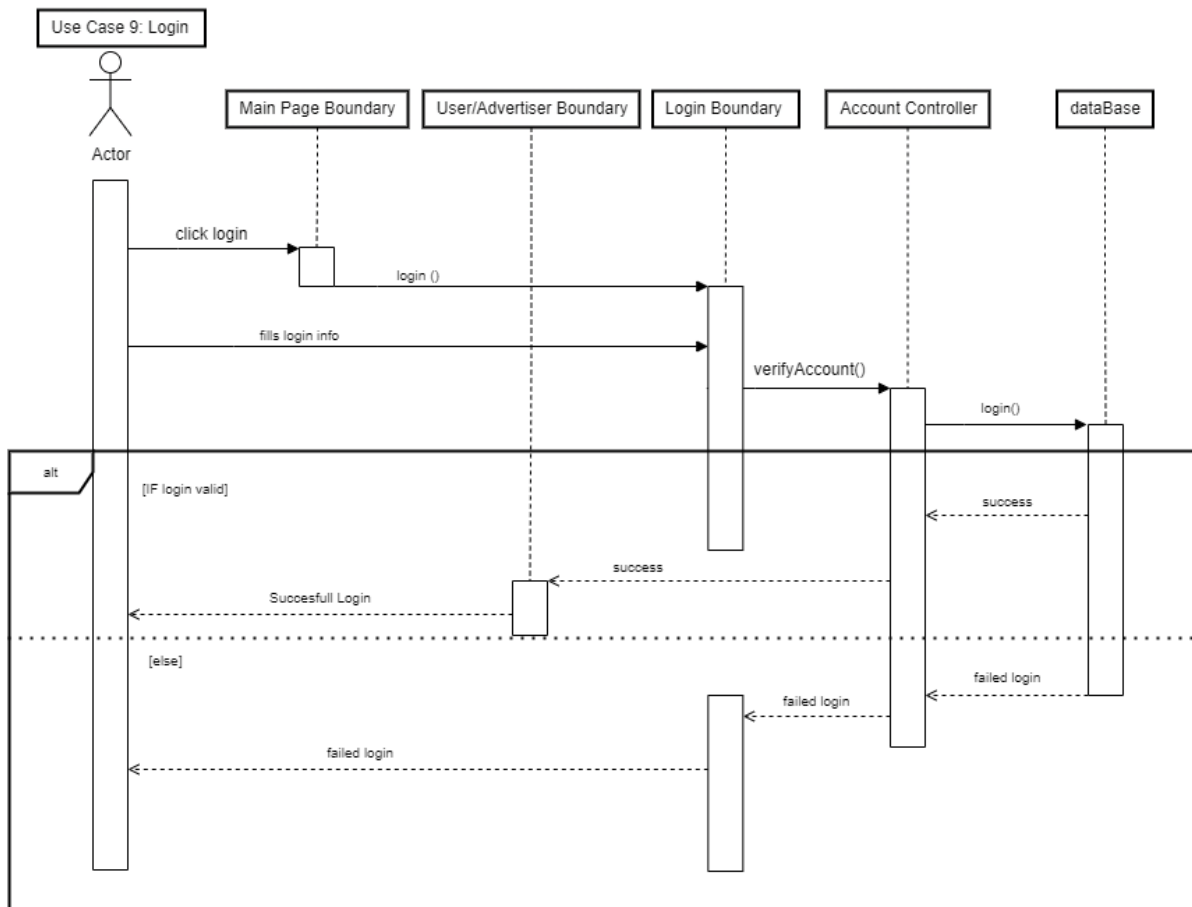 Use Case 9: Login
Main Page Boundary
User/Advertiser Boundary
Login Boundary
Account Controller
dataBase
Actor
click login
login ()
fills login info
verifyAccount()
login()
alt
[IF login valid]
success
success
Succesfull Login
[else]
failed login
failed login
failed login